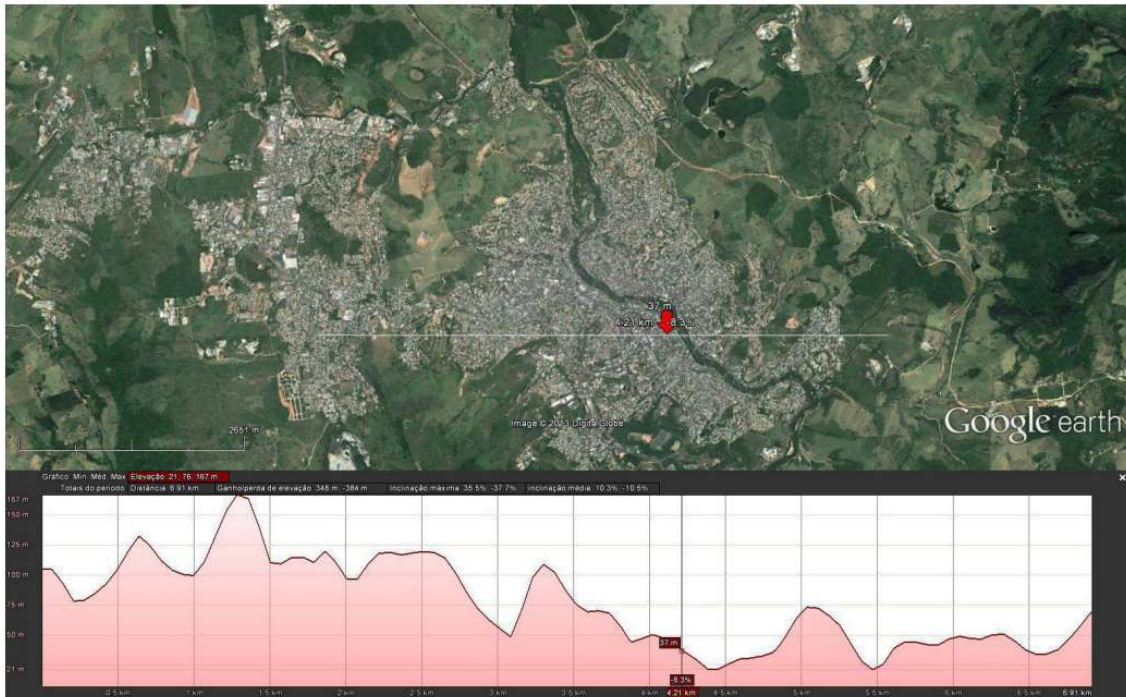 37 m
4.21 km -8.3%
Image © 2013 DigitalGlobe
Google earth
2651 m
Gráfico Min Méd Max Elevação 21, 76, 167 m
Totais do período Distância 6.91 km Ganho/perda de elevação 348 m, -384 m Inclinação máxima 35.5%, -37.7% Inclinação média 10.3%, -10.5%
167 m
150 m
125 m
100 m
75 m
50 m
21 m
37 m
-8.3%
0.5 km 1 km 1.5 km 2 km 2.5 km 3 km 3.5 km 4 km 4.21 km 4.5 km 5 km 5.5 km 6 km 6.5 km 6.91 km